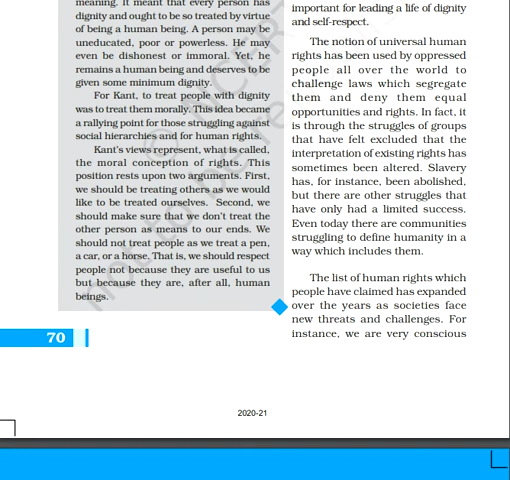 meaning. It meant that every person has
dignity and ought to be so treated by virtue
of being a human being. A person may be
uneducated, poor or powerless. He may
even be dishonest or immoral. Yet, he
remains a human being and deserves to be
given some minimum dignity.
For Kant, to treat people with dignity
was to treat them morally. This idea became
a rallying point for those struggling against
social hierarchies and for human rights.
Kant's views represent, what is called,
the moral conception of rights. This
position rests upon two arguments. First,
we should be treating others as we would
like to be treated ourselves. Second, we
should make sure that we don't treat the
other person as means to our ends. We
should not treat people as we treat a pen,
a car, or a horse. That is, we should respect
people not because they are useful to us
but because they are, after all, human
beings.
important for leading a life of dignity
and self-respect.
The notion of universal human
rights has been used by oppressed
people all over the world to
challenge laws which segregate
them and deny them equal
opportunities and rights. In fact, it
is through the struggles of groups
that have felt excluded that the
interpretation of existing rights has
sometimes been altered. Slavery
has, for instance, been abolished,
but there are other struggles that
have only had a limited success.
Even today there are communities
struggling to define humanity in a
way which includes them.
The list of human rights which
people have claimed has expanded
over the years as societies face
new threats and challenges. For
instance, we are very conscious
70
2020-21